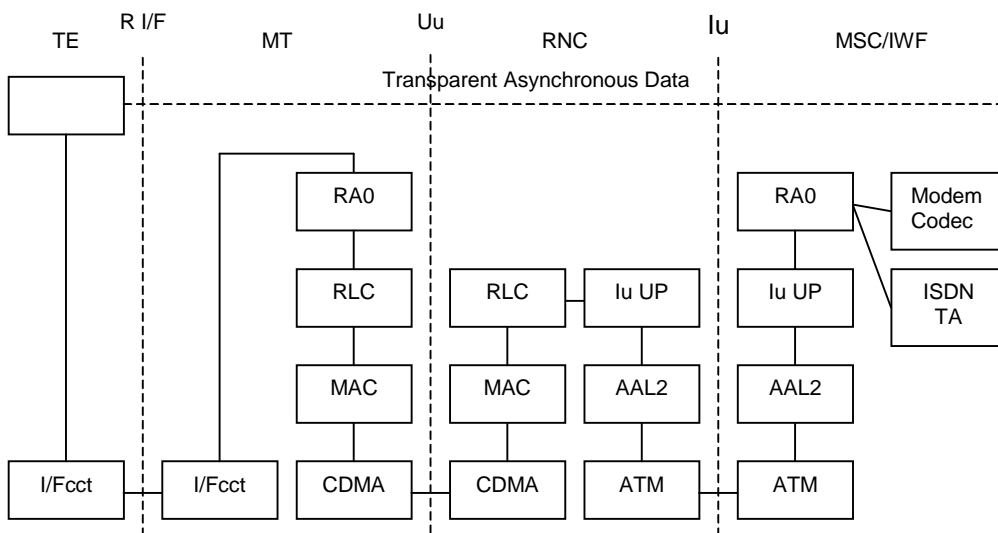 R I/F
Uu
Iu
TE
MT
RNC
MSC/IWF
Transparent Asynchronous Data
RA0
RA0
Modem
Codec
RLC
RLC
Iu UP
Iu UP
ISDN
TA
MAC
MAC
AAL2
AAL2
I/Fcct
I/Fcct
CDMA
CDMA
ATM
ATM